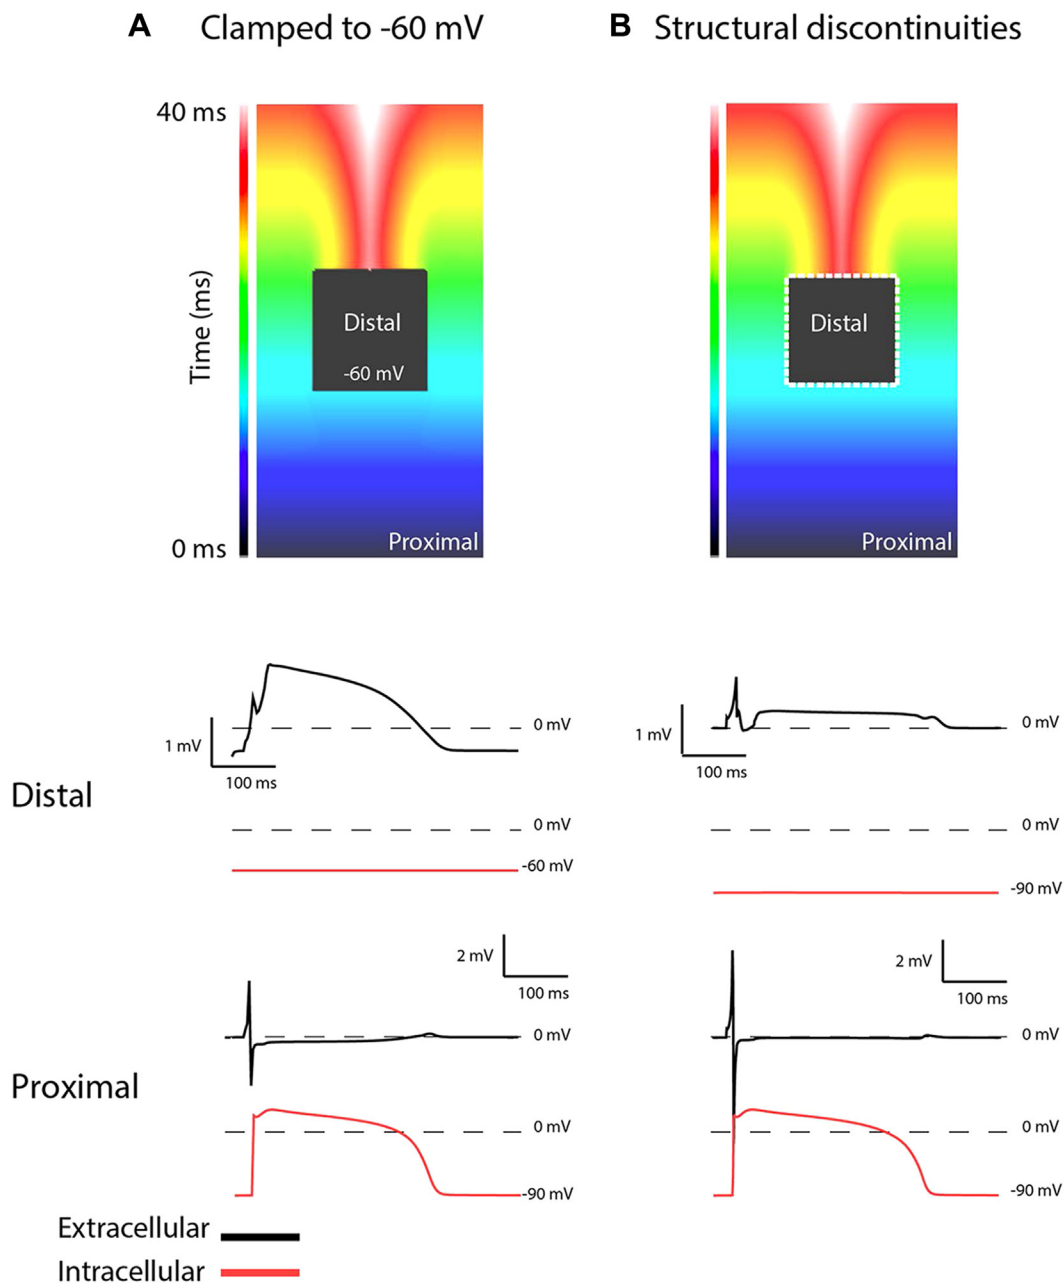 A Clamped to -60 mV
B Structural discontinuities
40 ms
Time (ms)
0 ms
Distal
-60 mV
Proximal
Distal
Proximal
Distal
1 mV
100 ms
0 mV
0 mV
-60 mV
1 mV
100 ms
0 mV
0 mV
-90 mV
Proximal
2 mV
100 ms
0 mV
0 mV
-90 mV
2 mV
100 ms
0 mV
0 mV
-90 mV
Extracellular
Intracellular